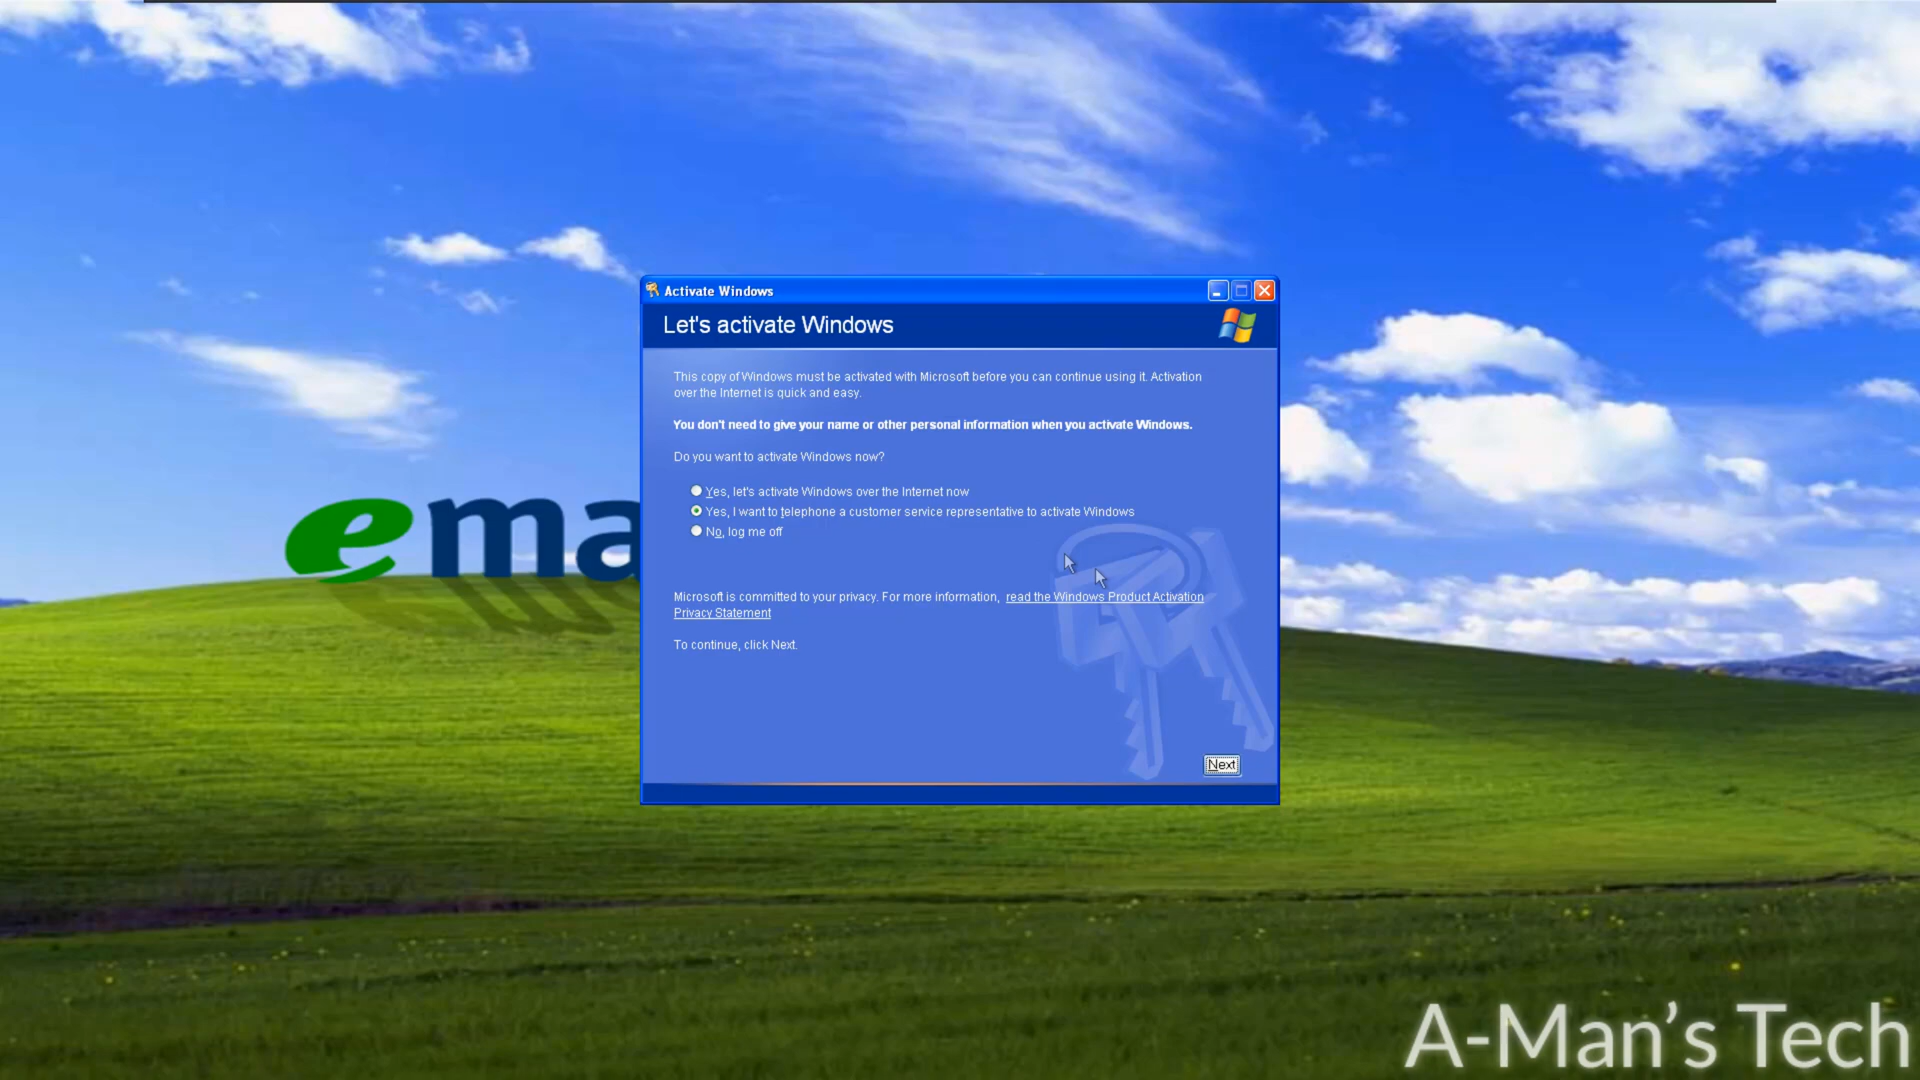 Activate Windows
Let's activate Windows
This copy of Windows must be activated with Microsoft before you can continue using it. Activation
over the Internet is quick and easy.
You don't need to give your name or other personal information when you activate Windows.
Do you want to activate Windows now?
Yes, let's activate Windows over the Internet now
Yes, I want to telephone a customer service representative to activate Windows
No, log me off
ema
Microsoft is committed to your privacy. For more information, read the Windows Product Activation
Privacy Statement
To continue, click Next.
Next
A-Man's Tech